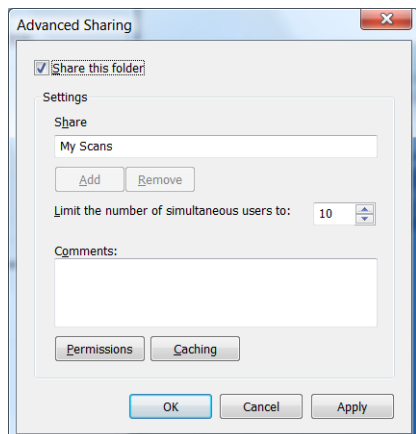 Advanced Sharing
Share this folder
Settings
Share
My Scans
Add Remove
Limit the number of simultaneous users to: 10
Comments:
Permissions Caching
OK Cancel Apply